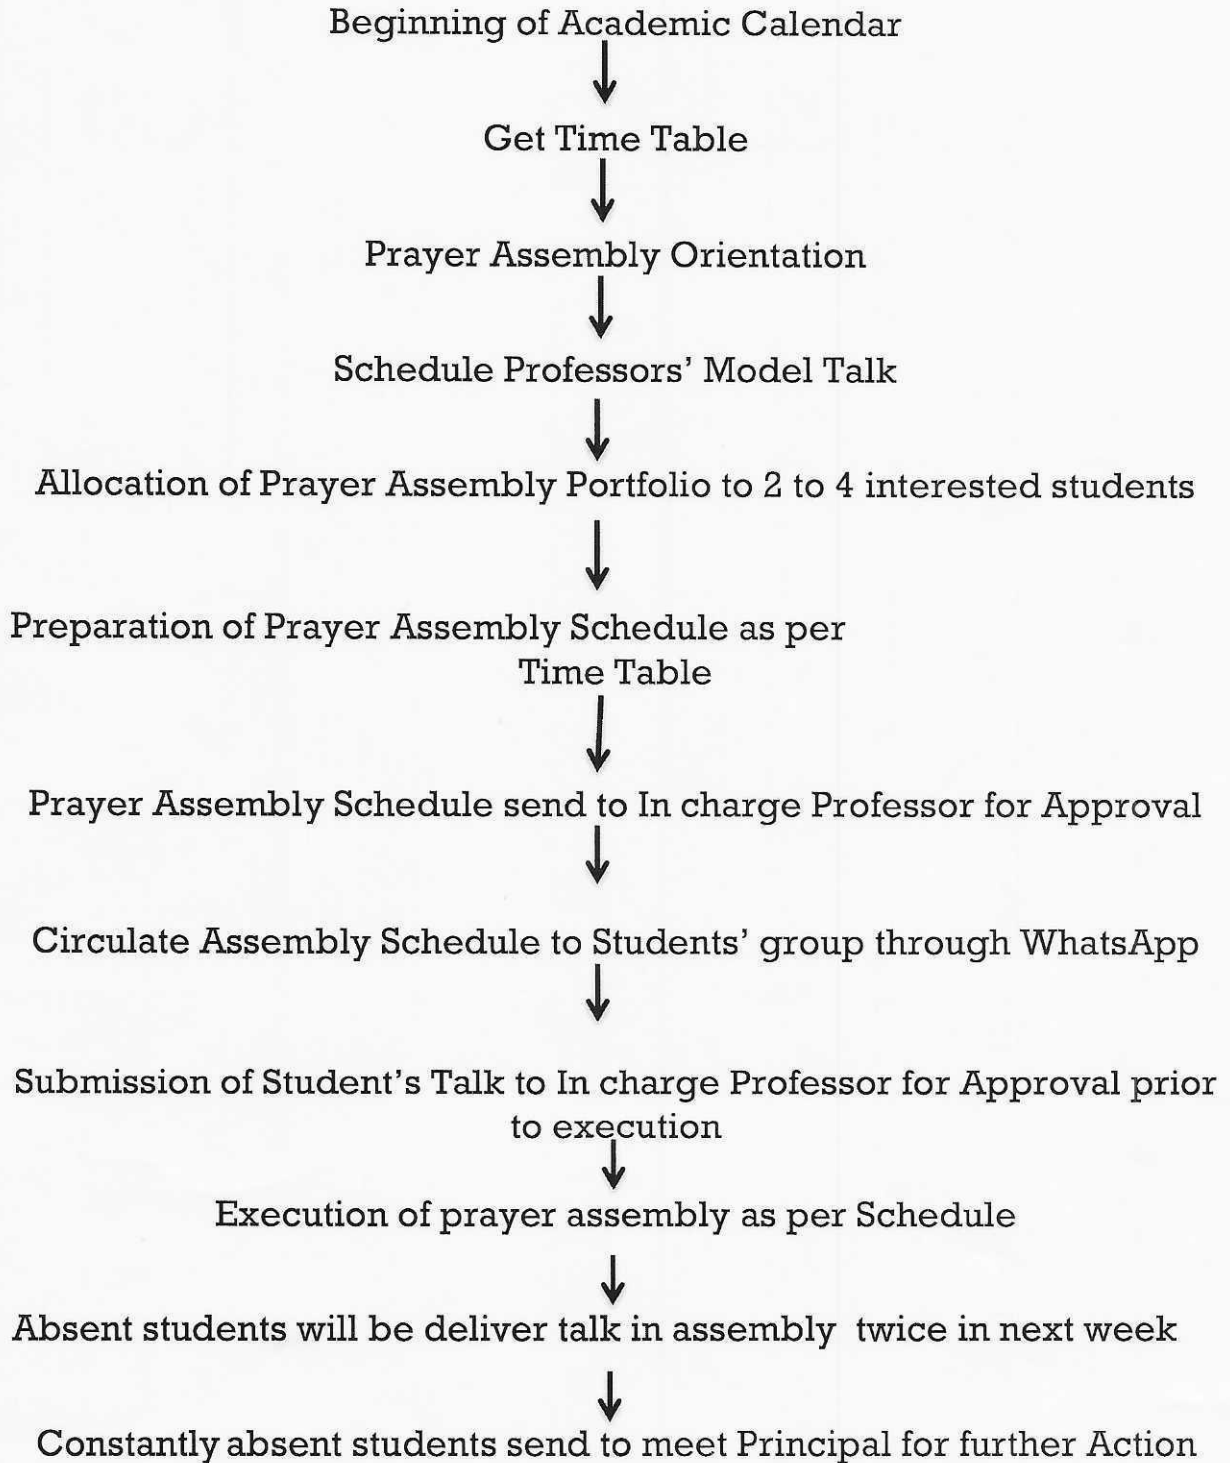 Beginning of Academic Calendar
Get Time Table
Prayer Assembly Orientation
Schedule Professors’ Model Talk
Allocation of Prayer Assembly Portfolio to 2 to 4 interested students
Preparation of Prayer Assembly Schedule as per
Time Table
Prayer Assembly Schedule send to In charge Professor for Approval
Circulate Assembly Schedule to Students’ group through WhatsApp
Submission of Student’s Talk to In charge Professor for Approval prior
to execution
Execution of prayer assembly as per Schedule
Absent students will be deliver talk in assembly twice in next week
Constantly absent students send to meet Principal for further Action